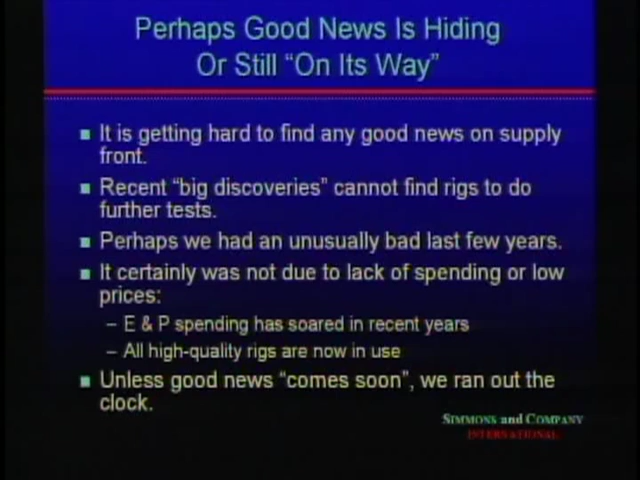 Perhaps Good News Is Hiding
Or Still “On Its Way”
It is getting hard to find any good news on supply
front.
Recent “big discoveries” cannot find rigs to do
further tests.
Perhaps we had an unusually bad last few years.
It certainly was not due to lack of spending or low
prices:
– E & P spending has soared in recent years
– All high-quality rigs are now in use
Unless good news “comes soon”, we ran out the
clock.
SIMMONS and COMPANY
INTERNATIONAL